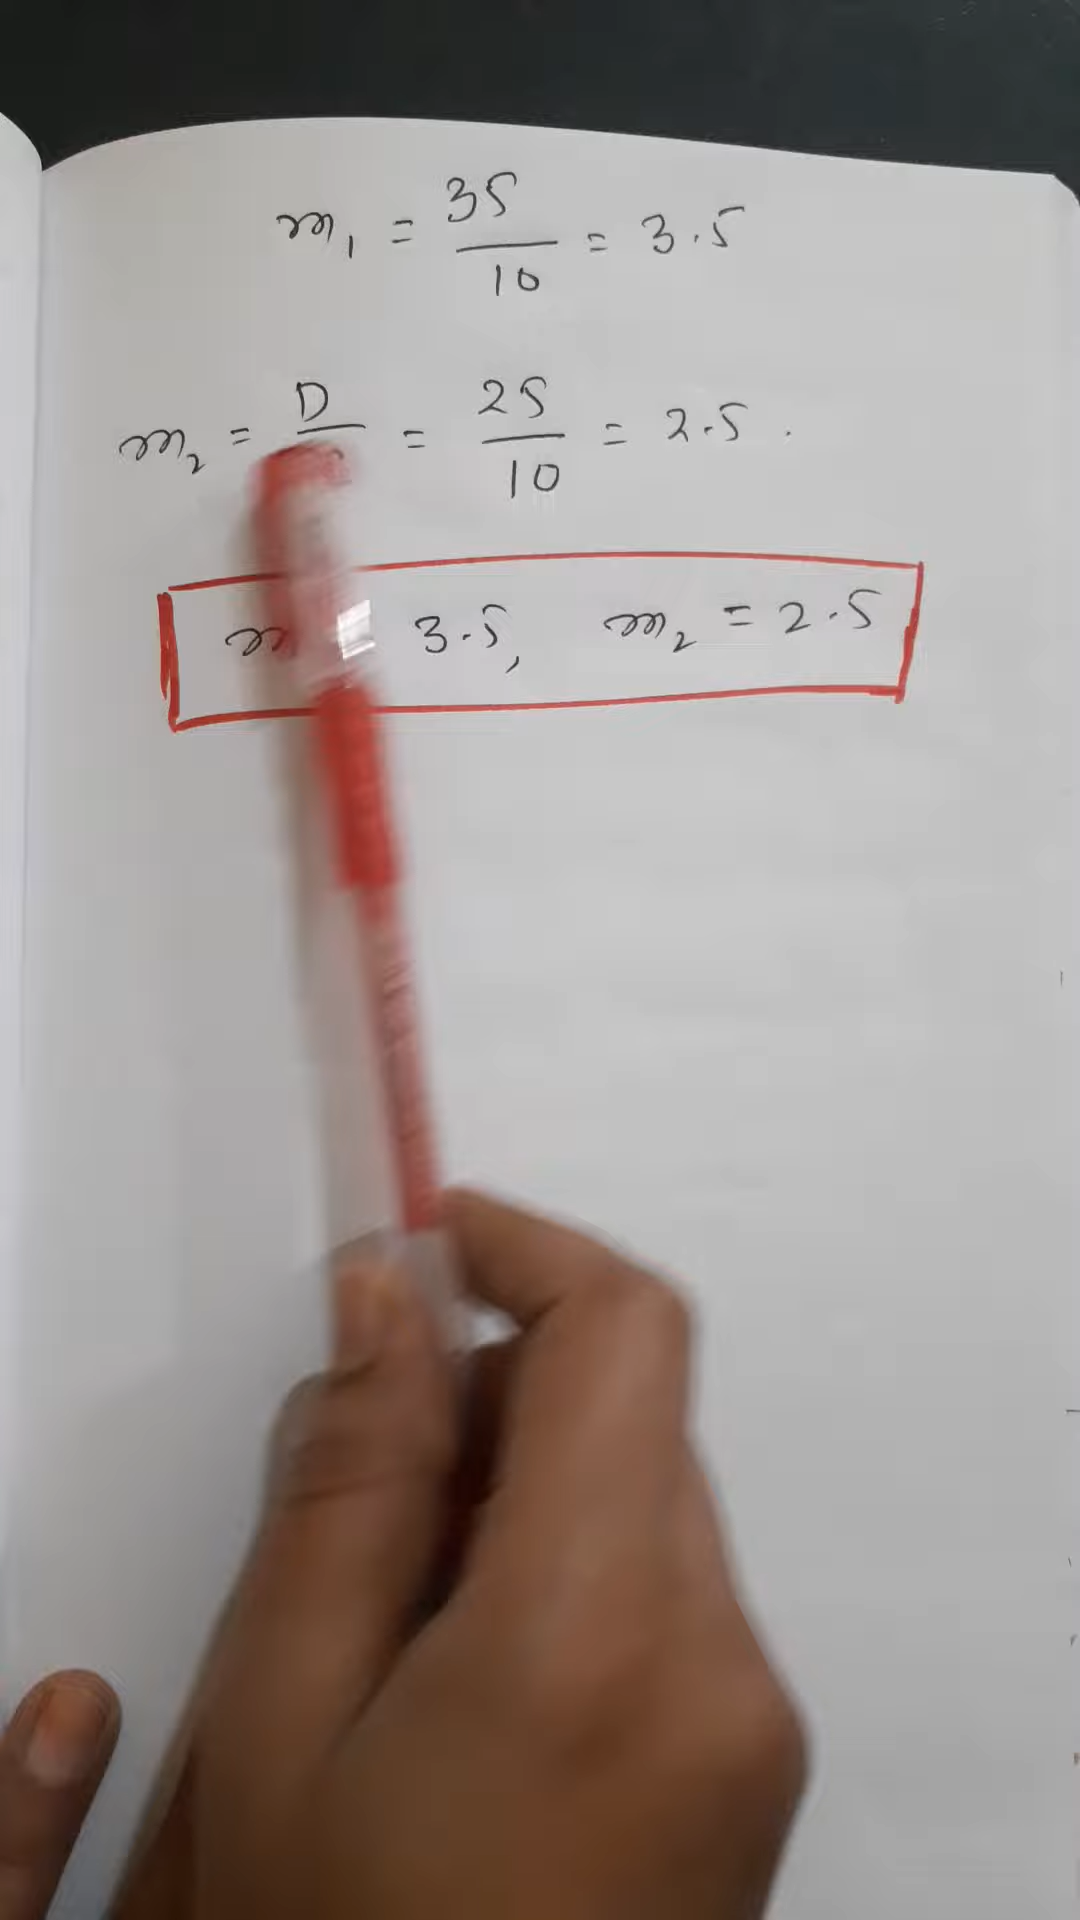 m₁ = 35/10 = 3.5
m₂ = D/ = 25/10 = 2.5.
3.5, m₂ = 2.5